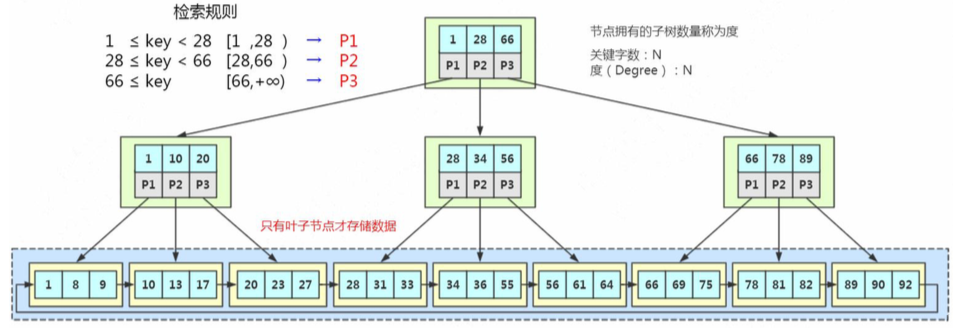 检索规则
1 ≤ key < 28 [1 ,28 ) → P1
28 ≤ key < 66 [28,66 ) → P2
66 ≤ key [66,+∞) → P3
节点拥有的子树数量称为度
关键字数：N
度（Degree）：N
1 28 66
P1 P2 P3
1 10 20
P1 P2 P3
28 34 56
P1 P2 P3
66 78 89
P1 P2 P3
只有叶子节点才存储数据
1 8 9 10 13 17 20 23 27 28 31 33 34 36 55 56 61 64 66 69 75 78 81 82 89 90 92